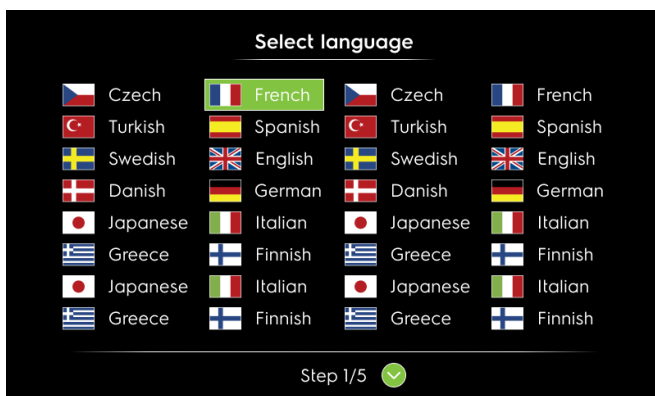 Select language
Czech French Czech French
Turkish Spanish Turkish Spanish
Swedish English Swedish English
Danish German Danish German
Japanese Italian Japanese Italian
Greece Finnish Greece Finnish
Japanese Italian Japanese Italian
Greece Finnish Greece Finnish
Step 1/5